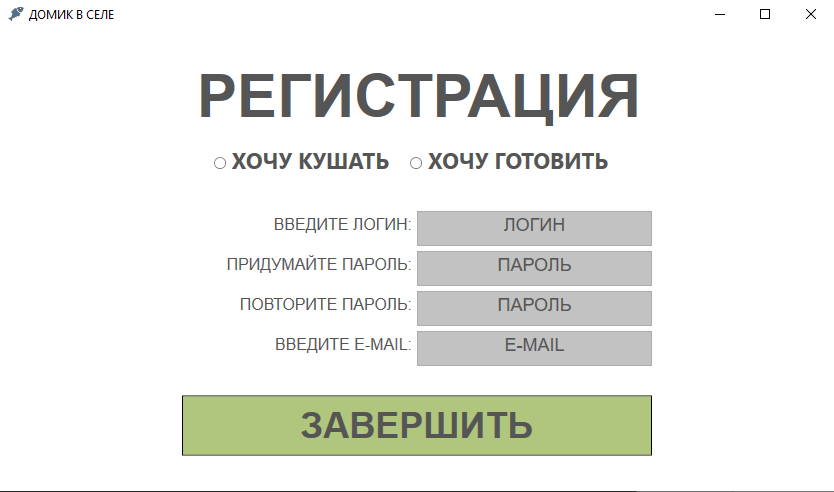 ДОМИК В СЕЛЕ
РЕГИСТРАЦИЯ
ХОЧУ КУШАТЬ ХОЧУ ГОТОВИТЬ
ВВЕДИТЕ ЛОГИН: ЛОГИН
ПРИДУМАЙТЕ ПАРОЛЬ: ПАРОЛЬ
ПОВТОРИТЕ ПАРОЛЬ: ПАРОЛЬ
ВВЕДИТЕ E-MAIL: E-MAIL
ЗАВЕРШИТЬ